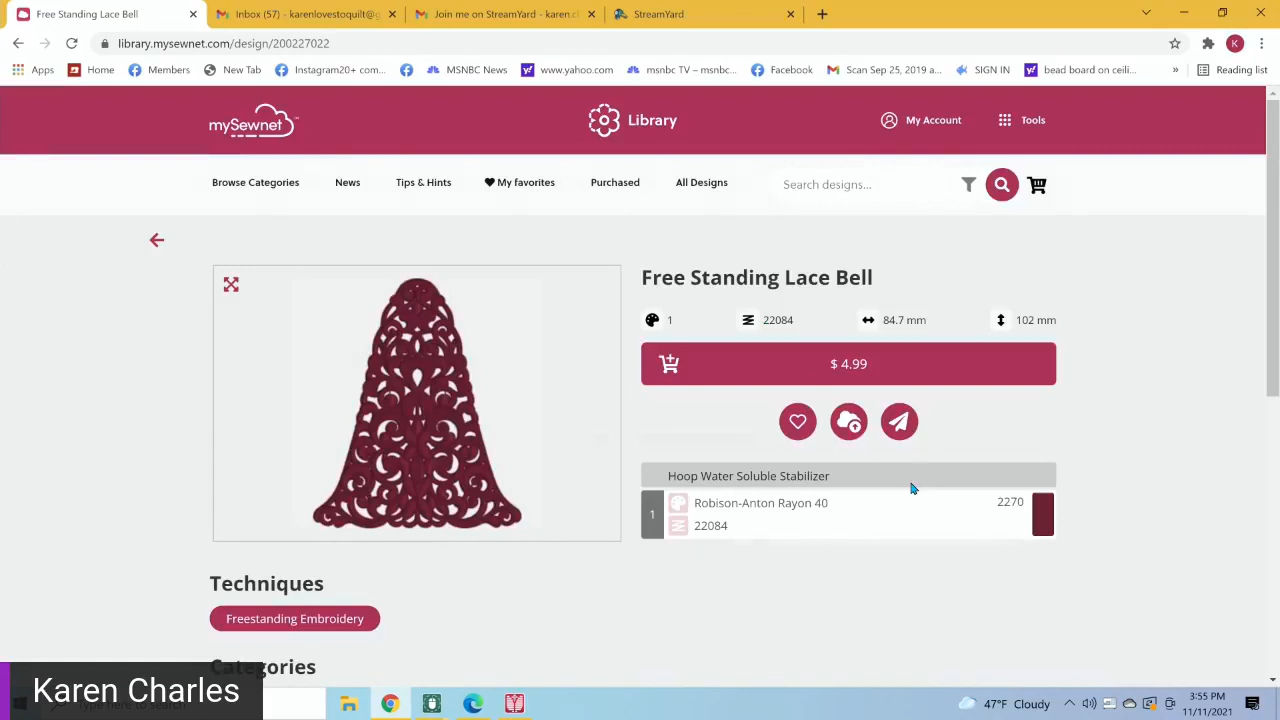 Free Standing Lace Bell
Inbox (57) - karenlovestoquilt@g
Join me on StreamYard - karen.cl
StreamYard
library.mysewnet.com/design/200227022
Apps
Home
Members
New Tab
Instagram20+ com...
MSNBC News
www.yahoo.com
msnbc TV – msnbc...
Facebook
Scan Sep 25, 2019 a...
SIGN IN
bead board on ceili...
»
Reading list
mySewnet
Library
My Account
Tools
Browse Categories
News
Tips & Hints
My favorites
Purchased
All Designs
Search designs...
Free Standing Lace Bell
1
22084
84.7 mm
102 mm
$ 4.99
Hoop Water Soluble Stabilizer
1
Robison-Anton Rayon 40
2270
22084
Techniques
Freestanding Embroidery
Categories
Karen Charles
Type here to search
47°F Cloudy
3:55 PM
11/11/2021